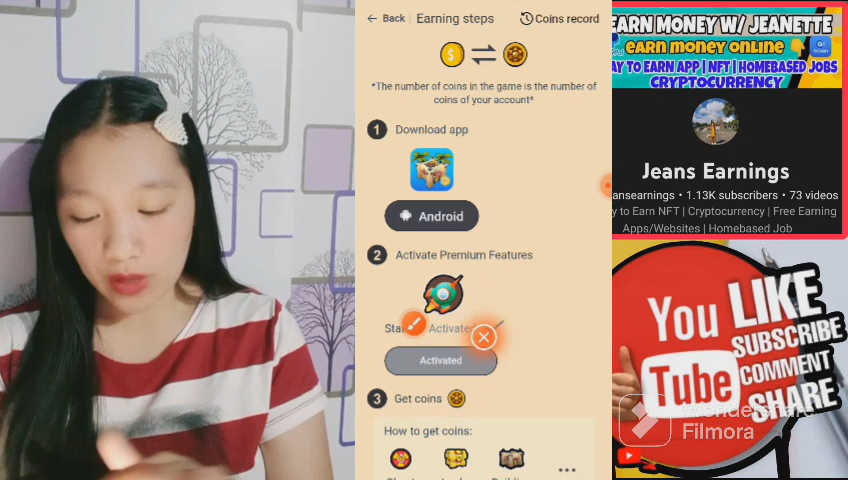 Back
Earning steps
Coins record
*The number of coins in the game is the number of
coins of your account*
1
Download app
Android
2
Activate Premium Features
Activated
3
Get coins
How to get coins:
EARN MONEY W/ JEANETTE
earn money online
AY TO EARN APP | NFT | HOMEBASED JOBS
CRYPTOCURRENCY
Jeans Earnings
ansearnings • 1.13K subscribers • 73 videos
y to Earn NFT | Cryptocurrency | Free Earning
Apps/Websites | Homebased Job
You
Tube
LIKE
SUBSCRIBE
COMMENT
SHARE
Wondershare
Filmora